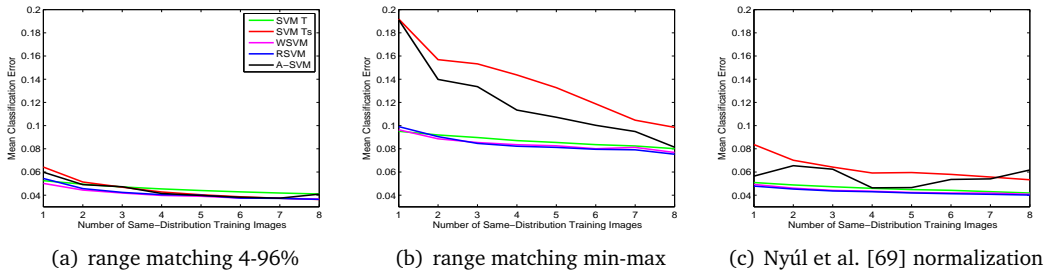 0.2
0.18
0.16
0.14
0.12
0.1
0.08
0.06
0.04
Mean Classification Error
1 2 3 4 5 6 7 8
Number of Same−Distribution Training Images
SVM T
SVM Ts
WSVM
RSVM
A−SVM
(a) range matching 4-96%
0.2
0.18
0.16
0.14
0.12
0.1
0.08
0.06
0.04
Mean Classification Error
1 2 3 4 5 6 7 8
Number of Same−Distribution Training Images
(b) range matching min-max
0.2
0.18
0.16
0.14
0.12
0.1
0.08
0.06
0.04
Mean Classification Error
1 2 3 4 5 6 7 8
Number of Same−Distribution Training Images
(c) Nyúl et al. [69] normalization